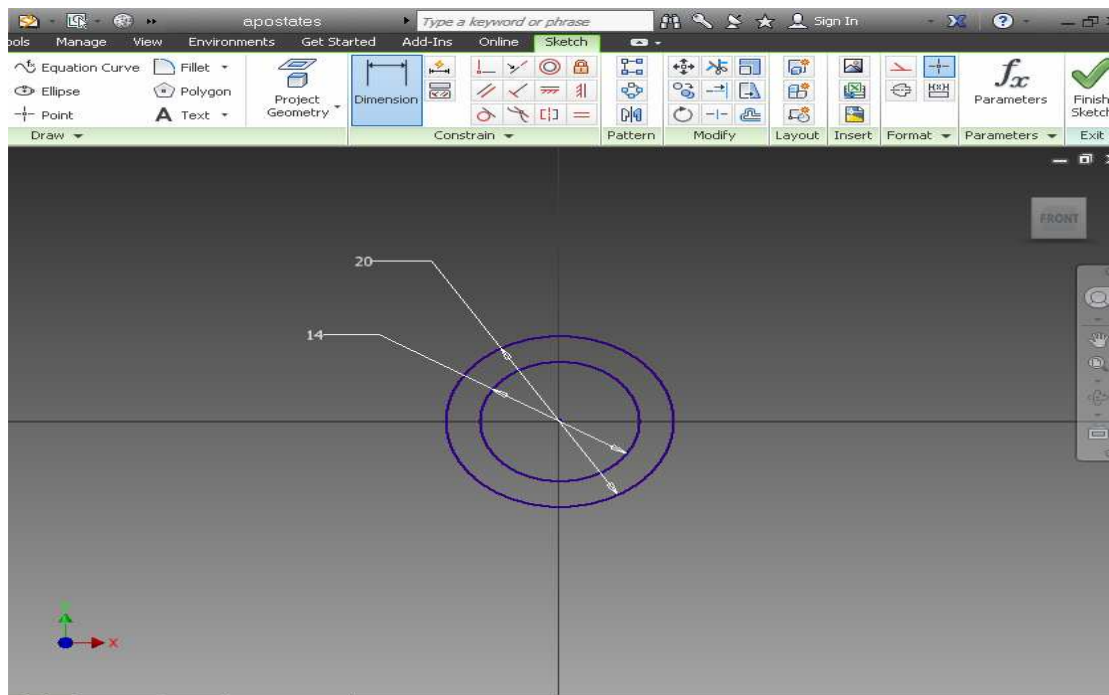 apostates Type a keyword or phrase Sign In
ools Manage View Environments Get Started Add-Ins Online Sketch
Equation Curve Fillet
Ellipse Polygon
Point A Text
Project Geometry
Dimension
fx
Parameters
Finish
Sketch
Draw Constrain Pattern Modify Layout Insert Format Parameters Exit
FRONT
20
14
X